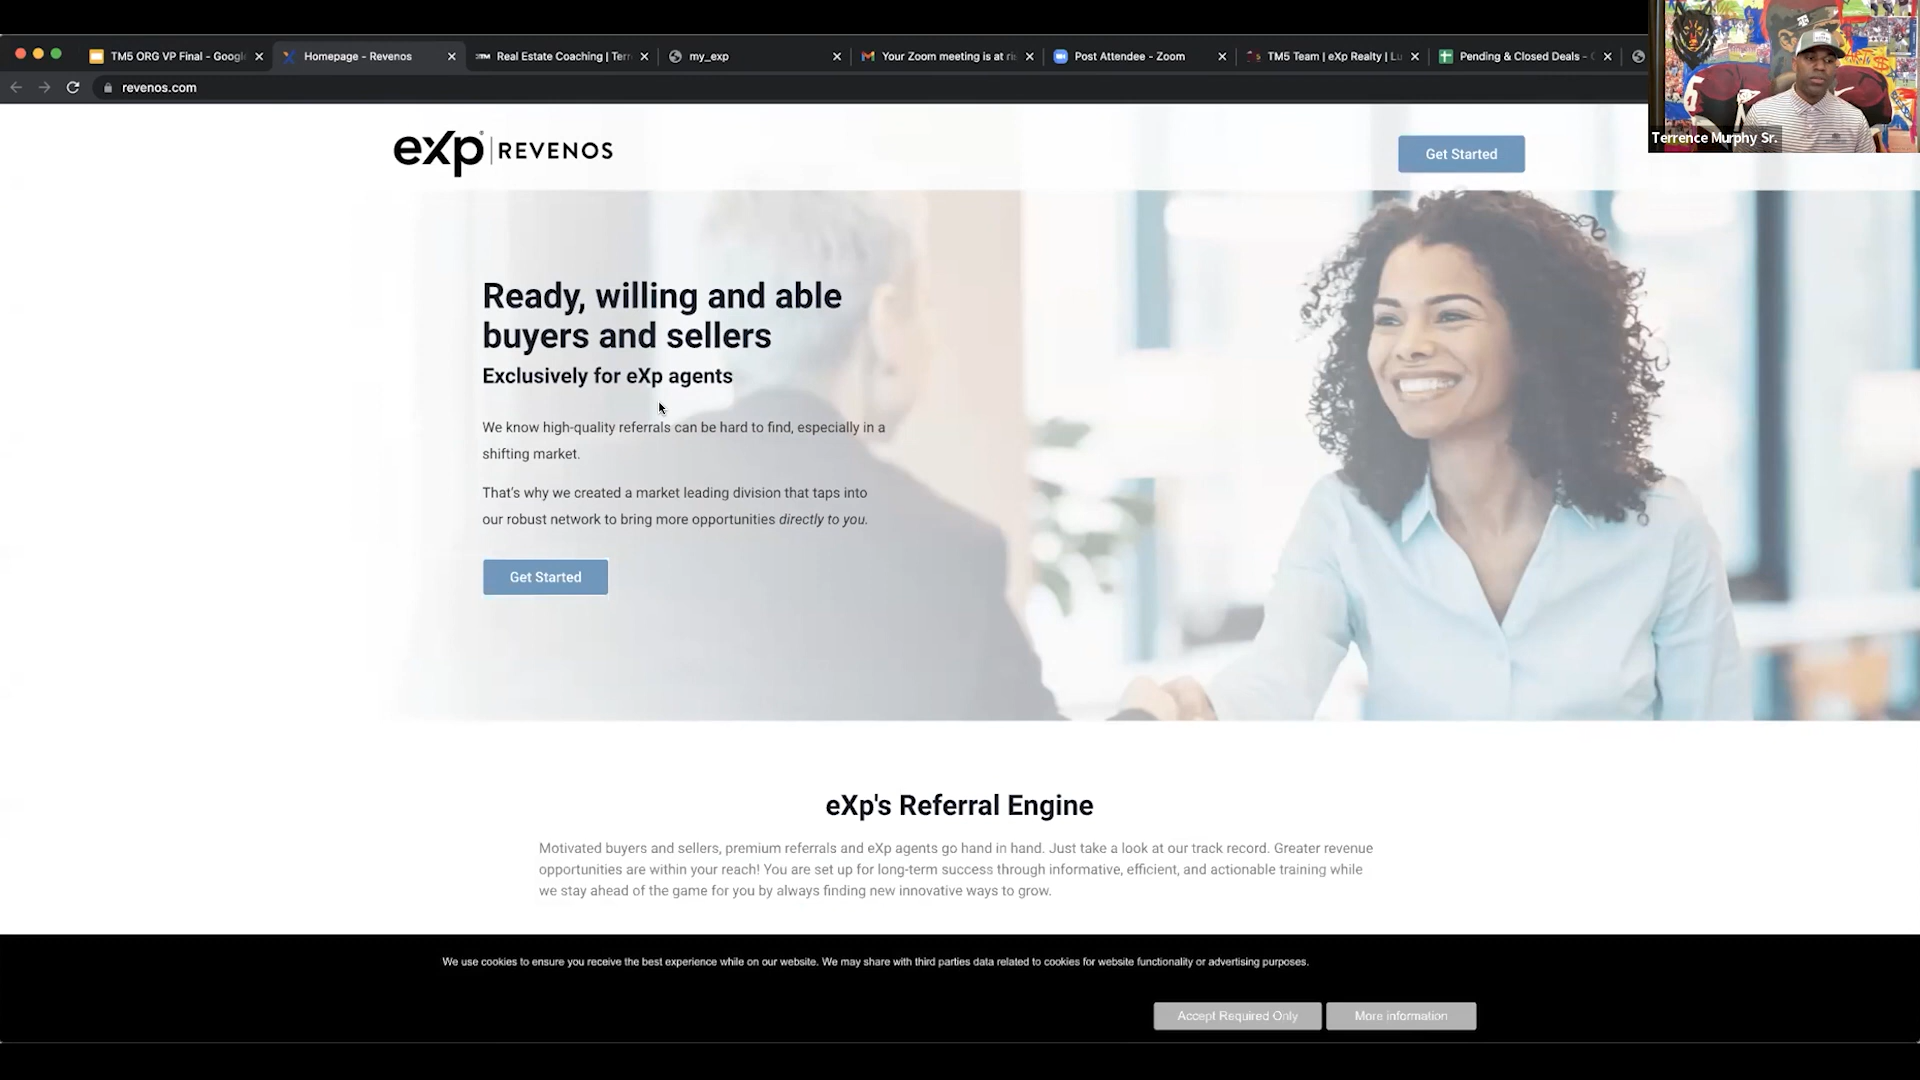 TM5 ORG VP Final - Googl
Homepage - Revenos
Real Estate Coaching | Terr
my_exp
Your Zoom meeting is at ris
Post Attendee - Zoom
TM5 Team | eXp Realty | Lu
Pending & Closed Deals -
revenos.com
Terrence Murphy Sr.
eXp REVENOS
Get Started
Ready, willing and able
buyers and sellers
Exclusively for eXp agents
We know high-quality referrals can be hard to find, especially in a
shifting market.
That's why we created a market leading division that taps into
our robust network to bring more opportunities directly to you.
Get Started
eXp's Referral Engine
Motivated buyers and sellers, premium referrals and eXp agents go hand in hand. Just take a look at our track record. Greater revenue
opportunities are within your reach! You are set up for long-term success through informative, efficient, and actionable training while
we stay ahead of the game for you by always finding new innovative ways to grow.
We use cookies to ensure you receive the best experience while on our website. We may share with third parties data related to cookies for website functionality or advertising purposes.
Accept Required Only
More information